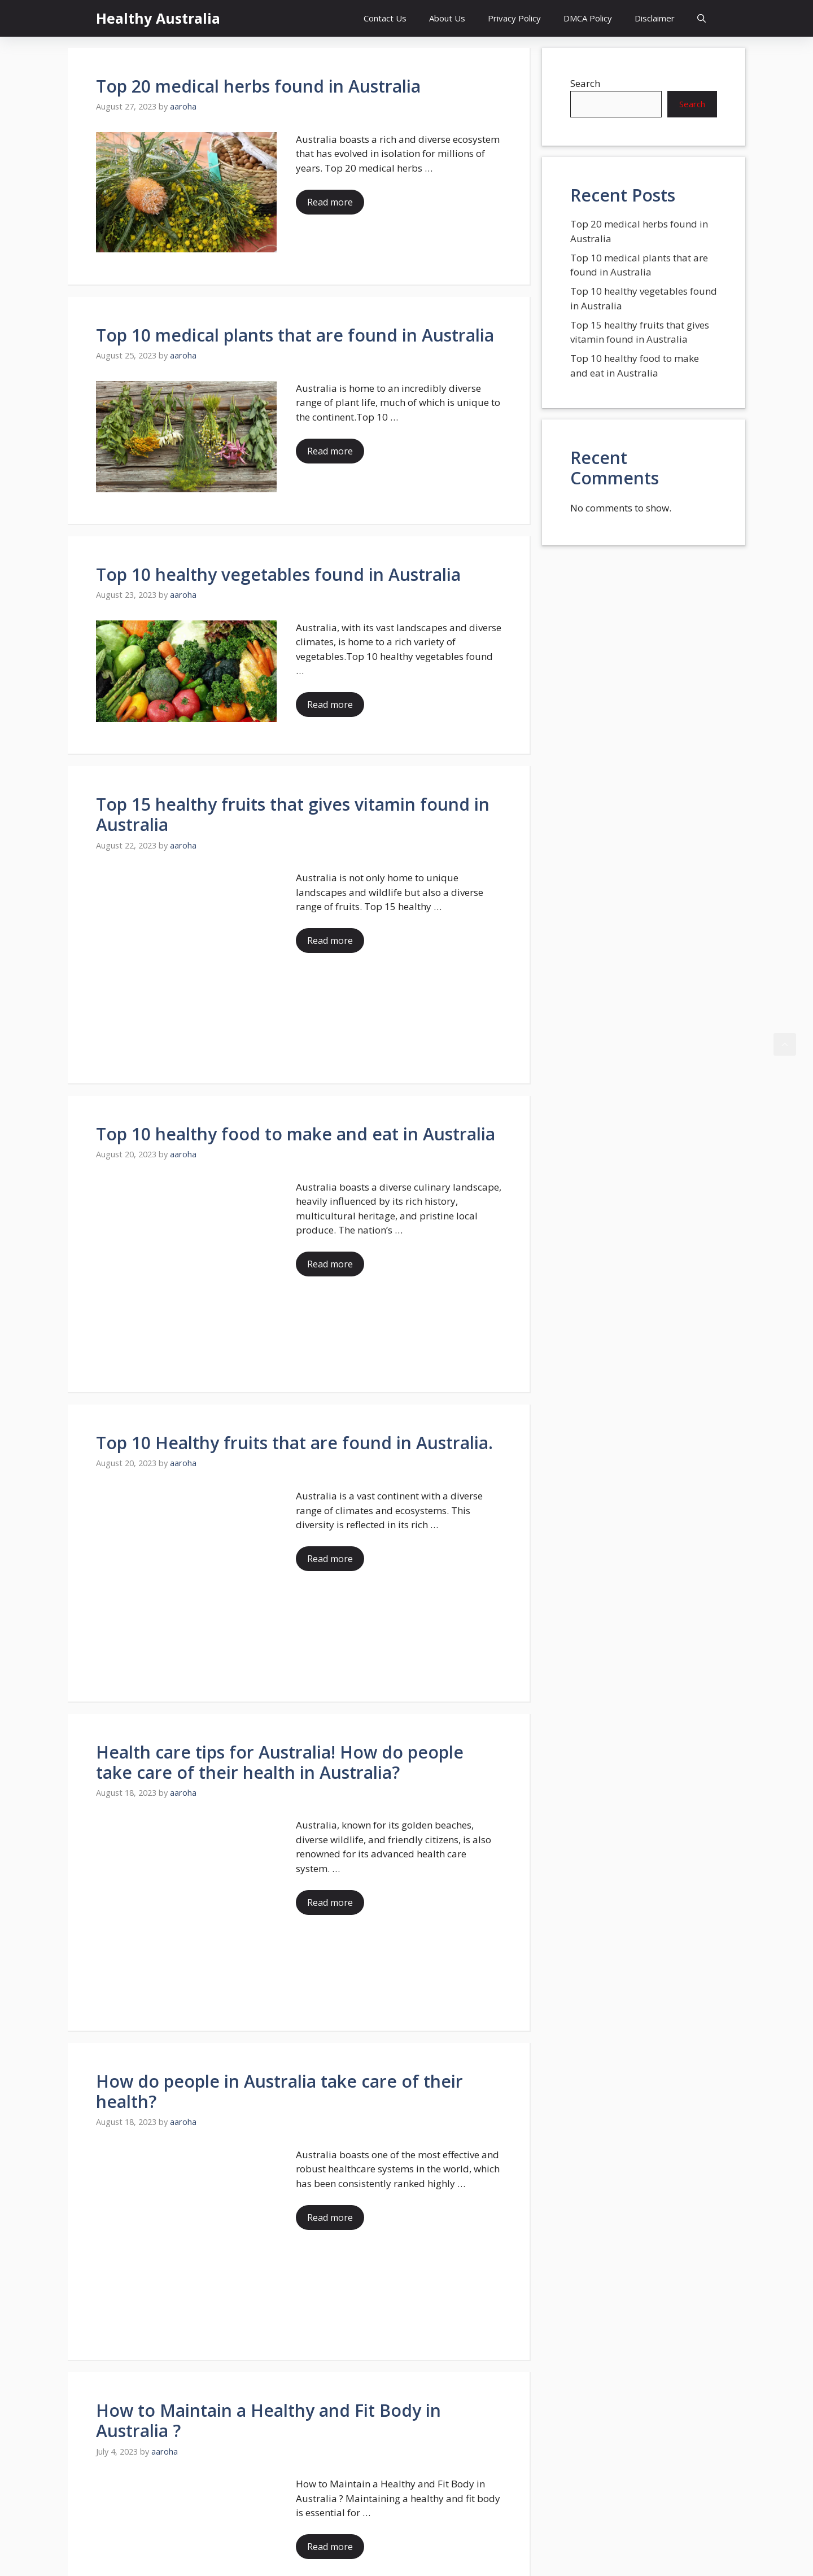 Healthy Australia
Contact Us
About Us
Privacy Policy
DMCA Policy
Disclaimer
Top 20 medical herbs found in Australia
August 27, 2023 by aaroha
Australia boasts a rich and diverse ecosystem
that has evolved in isolation for millions of
years. Top 20 medical herbs …
Read more
Top 10 medical plants that are found in Australia
August 25, 2023 by aaroha
Australia is home to an incredibly diverse
range of plant life, much of which is unique to
the continent.Top 10 …
Read more
Top 10 healthy vegetables found in Australia
August 23, 2023 by aaroha
Australia, with its vast landscapes and diverse
climates, is home to a rich variety of
vegetables.Top 10 healthy vegetables found
…
Read more
Top 15 healthy fruits that gives vitamin found in
Australia
August 22, 2023 by aaroha
Australia is not only home to unique
landscapes and wildlife but also a diverse
range of fruits. Top 15 healthy …
Read more
Top 10 healthy food to make and eat in Australia
August 20, 2023 by aaroha
Australia boasts a diverse culinary landscape,
heavily influenced by its rich history,
multicultural heritage, and pristine local
produce. The nation’s …
Read more
Top 10 Healthy fruits that are found in Australia.
August 20, 2023 by aaroha
Australia is a vast continent with a diverse
range of climates and ecosystems. This
diversity is reflected in its rich …
Read more
Health care tips for Australia! How do people
take care of their health in Australia?
August 18, 2023 by aaroha
Australia, known for its golden beaches,
diverse wildlife, and friendly citizens, is also
renowned for its advanced health care
system. …
Read more
How do people in Australia take care of their
health?
August 18, 2023 by aaroha
Australia boasts one of the most effective and
robust healthcare systems in the world, which
has been consistently ranked highly …
Read more
How to Maintain a Healthy and Fit Body in
Australia ?
July 4, 2023 by aaroha
How to Maintain a Healthy and Fit Body in
Australia ? Maintaining a healthy and fit body
is essential for …
Read more
Search
Search
Recent Posts
Top 20 medical herbs found in
Australia
Top 10 medical plants that are
found in Australia
Top 10 healthy vegetables found
in Australia
Top 15 healthy fruits that gives
vitamin found in Australia
Top 10 healthy food to make
and eat in Australia
Recent
Comments
No comments to show.